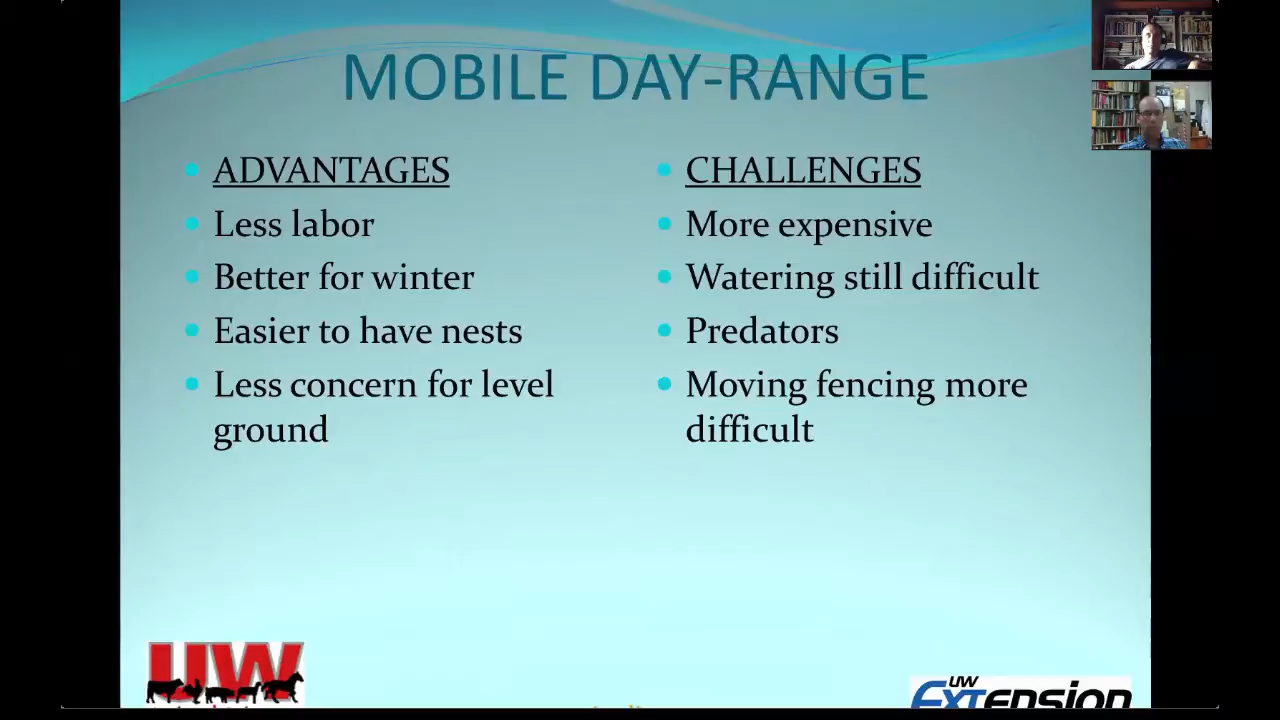 MOBILE DAY-RANGE
ADVANTAGES
Less labor
Better for winter
Easier to have nests
Less concern for level
ground
CHALLENGES
More expensive
Watering still difficult
Predators
Moving fencing more
difficult
UW
UW
Extension